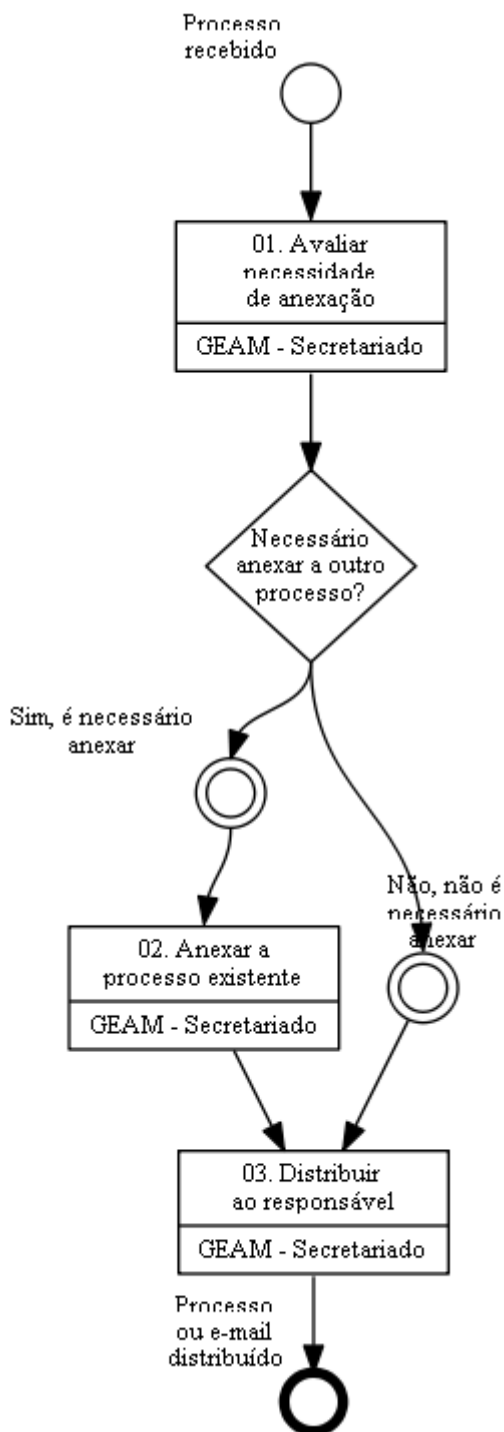 Processo
recebido
01. Avaliar
necessidade
de anexação
GEAM - Secretariado
Necessário
anexar a outro
processo?
Sim, é necessário
anexar
Não, não é
necessário
anexar
02. Anexar a
processo existente
GEAM - Secretariado
03. Distribuir
ao responsável
GEAM - Secretariado
Processo
ou e-mail
distribuído